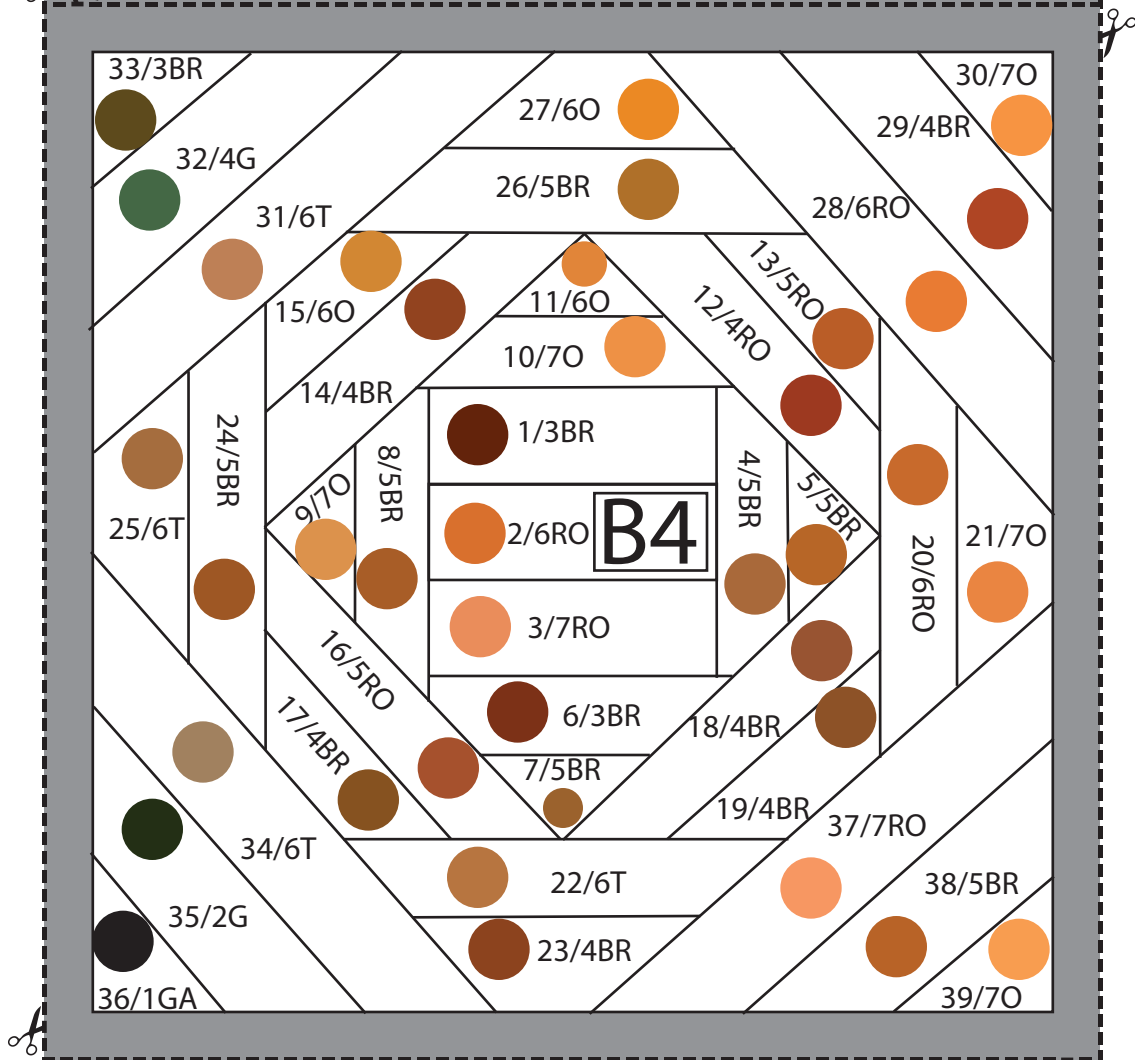 33/3BR
30/7O
27/6O
29/4BR
32/4G
26/5BR
28/6RO
31/6T
13/5RO
15/6O
11/6O
12/4RO
10/7O
14/4BR
1/3BR
24/5BR
8/5BR
4/5BR
9/7O
5/5BR
25/6T
2/6RO
B4
21/7O
20/6RO
3/7RO
16/5RO
6/3BR
18/4BR
17/4BR
7/5BR
19/4BR
37/7RO
34/6T
22/6T
38/5BR
35/2G
23/4BR
36/1GA
39/7O